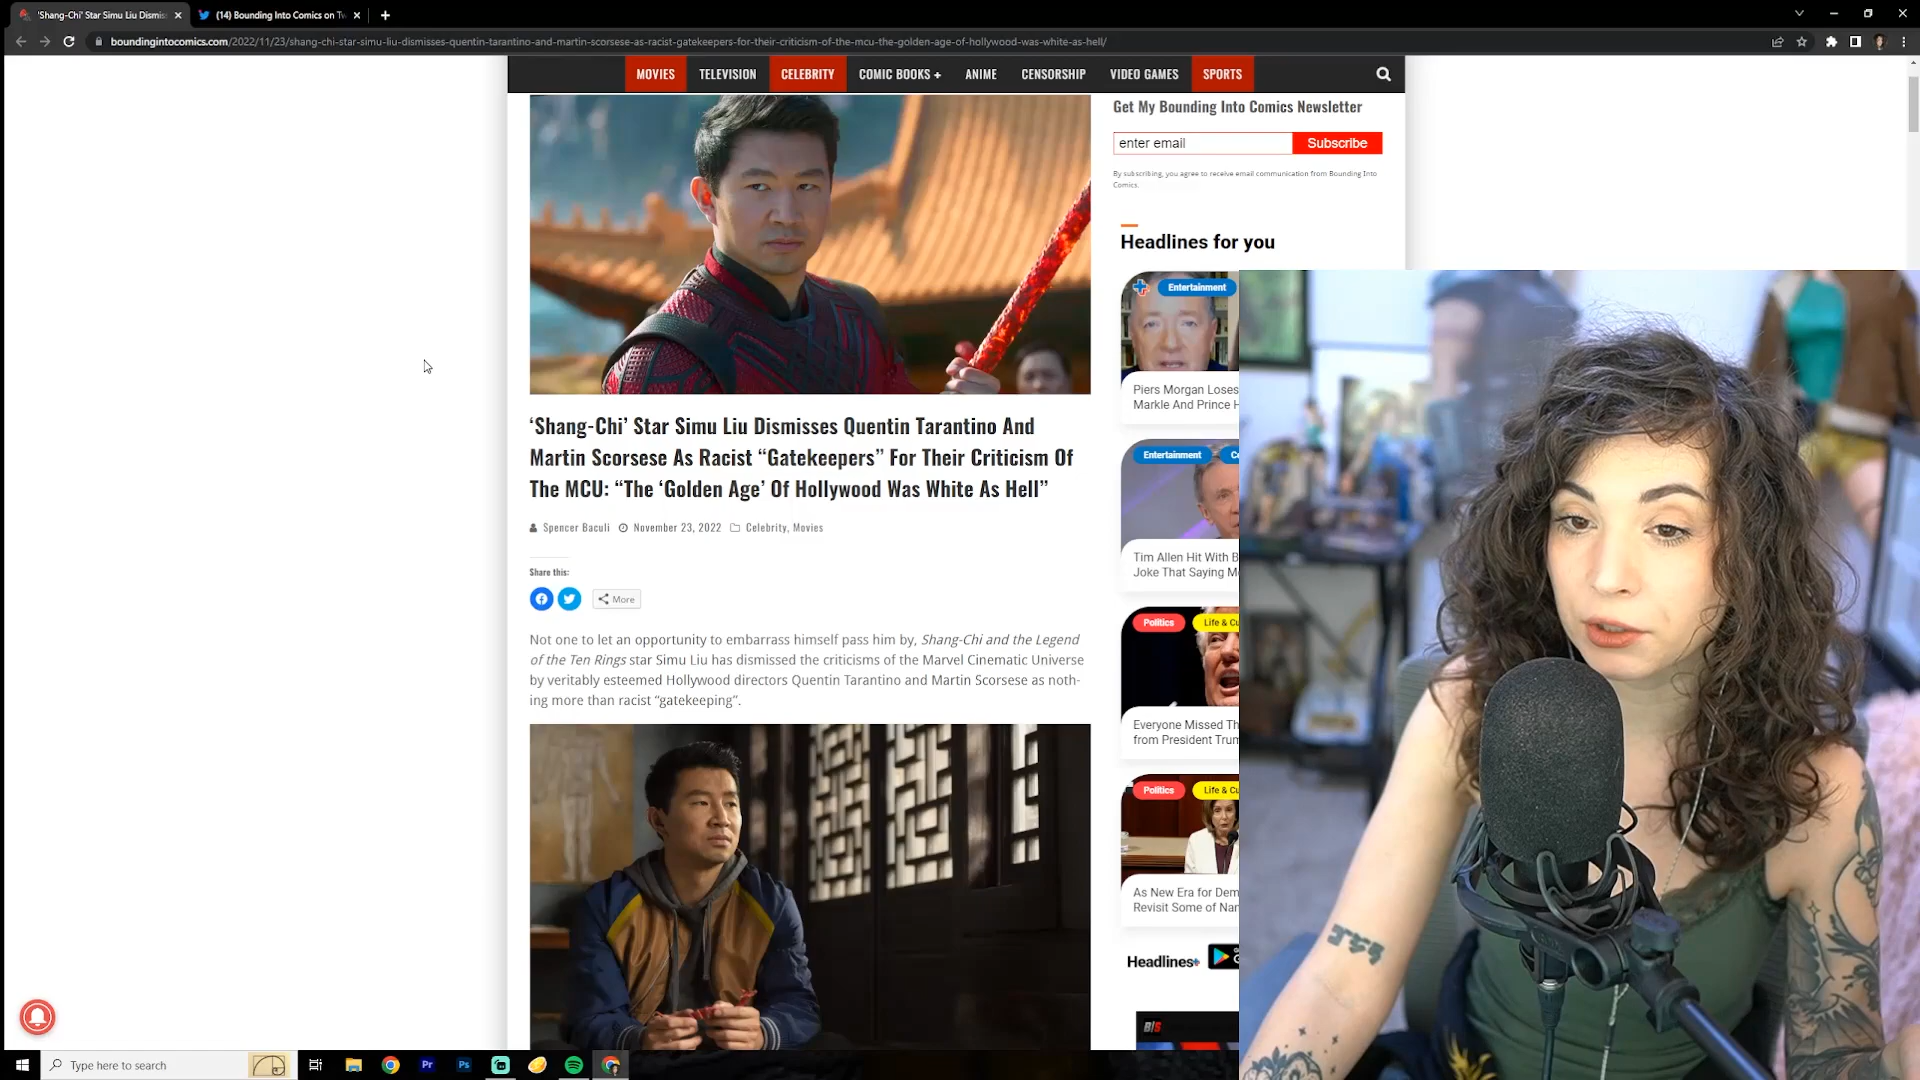 'Shang-Chi' Star Simu Liu Dismis
(14) Bounding Into Comics on Tw
boundingintocomics.com/2022/11/23/shang-chi-star-simu-liu-dismisses-quentin-tarantino-and-martin-scorsese-as-racist-gatekeepers-for-their-criticism-of-the-mcu-the-golden-age-of-hollywood-was-white-as-hell/
MOVIES TELEVISION CELEBRITY COMIC BOOKS + ANIME CENSORSHIP VIDEO GAMES SPORTS
Get My Bounding Into Comics Newsletter
enter email Subscribe
By subscribing, you agree to receive email communication from Bounding Into
Comics.
Headlines for you
Entertainment
Piers Morgan Loses
Markle And Prince H
Entertainment
Tim Allen Hit With B
Joke That Saying M
Politics Life & Cu
Everyone Missed Th
from President Trum
Politics Life & Cu
As New Era for Dem
Revisit Some of Nan
Headlines+
B|S
‘Shang-Chi’ Star Simu Liu Dismisses Quentin Tarantino And
Martin Scorsese As Racist “Gatekeepers” For Their Criticism Of
The MCU: “The ‘Golden Age’ Of Hollywood Was White As Hell”
Spencer Baculi November 23, 2022 Celebrity, Movies
Share this:
More
Not one to let an opportunity to embarrass himself pass him by, Shang-Chi and the Legend
of the Ten Rings star Simu Liu has dismissed the criticisms of the Marvel Cinematic Universe
by veritably esteemed Hollywood directors Quentin Tarantino and Martin Scorsese as noth-
ing more than racist “gatekeeping”.
Type here to search
Pr
Ps